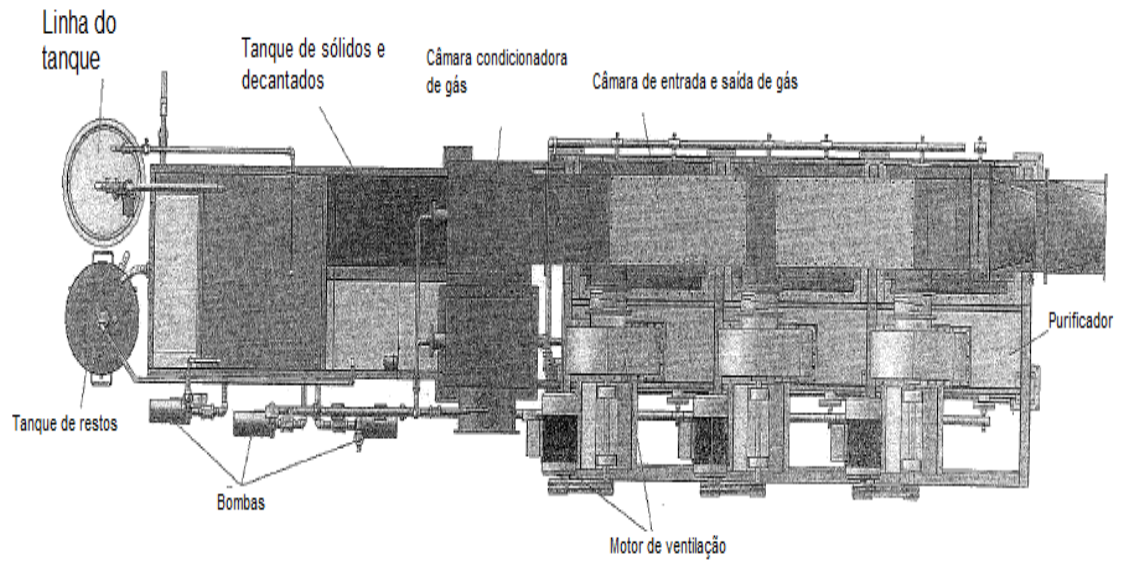 Linha do
tanque
Tanque de sólidos e
decantados
Câmara condicionadora
de gás
Câmara de entrada e saída de gás
Purificador
Tanque de restos
Bombas
Motor de ventilação